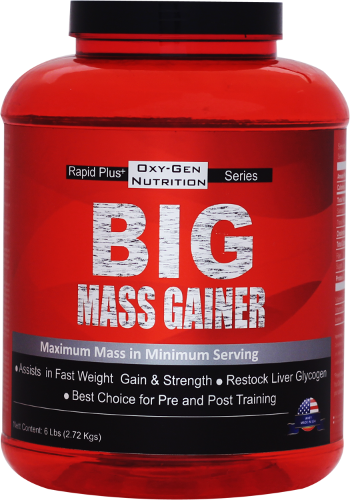 Rapid Plus+ OXY-GEN NUTRITION Series
BIG
MASS GAINER
Maximum Mass in Minimum Serving
•Assists in Fast Weight Gain & Strength • Restock Liver Glycogen
• Best Choice for Pre and Post Training
Net Content: 6 Lbs (2.72 Kgs)